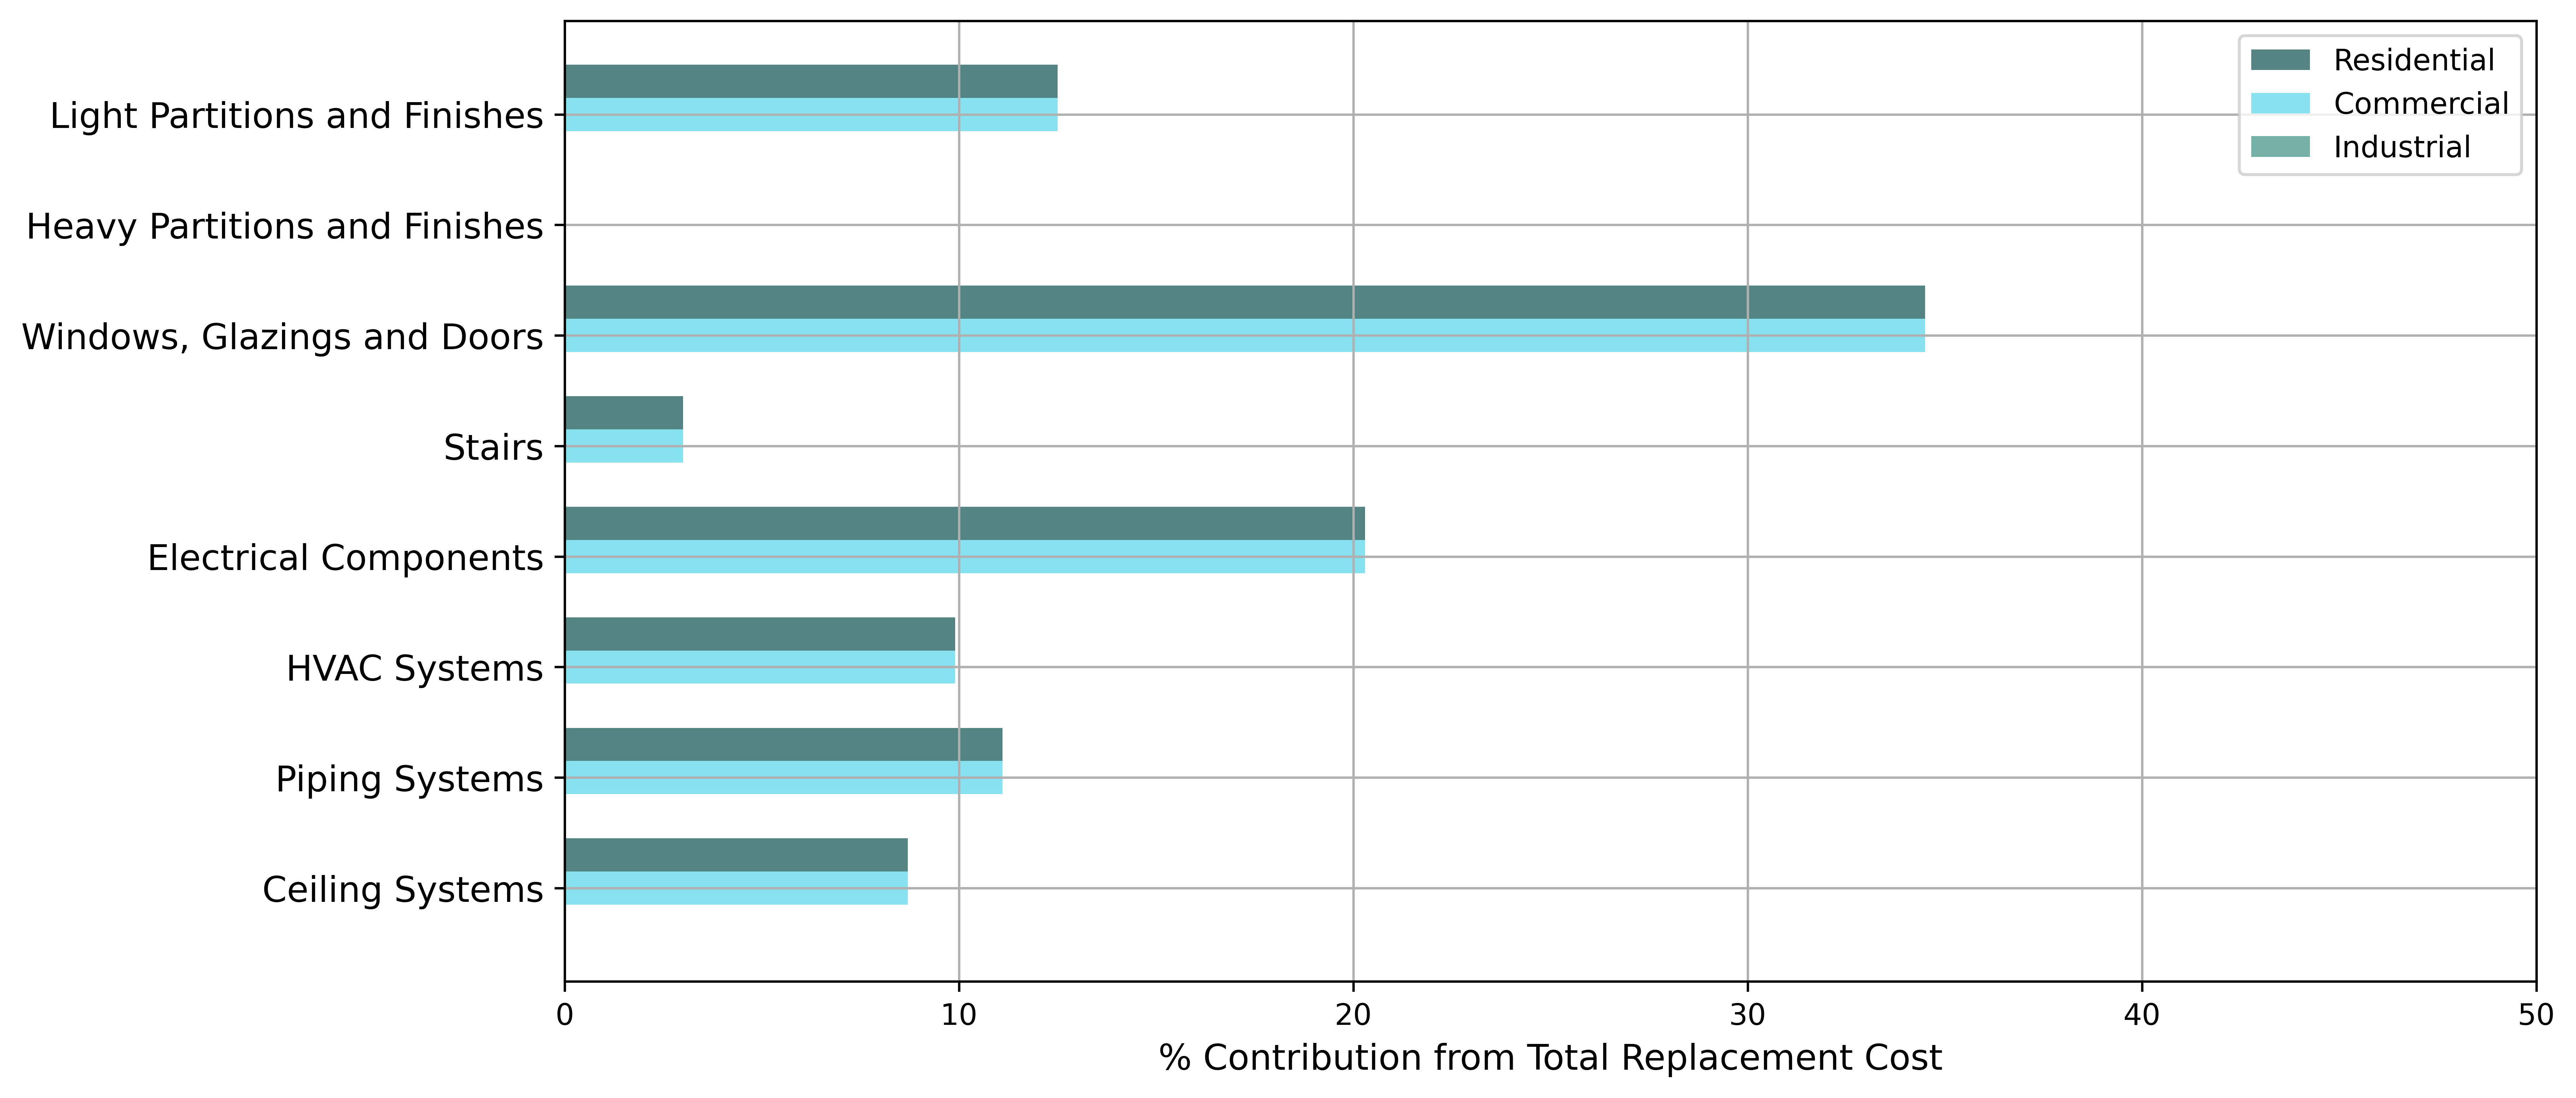 Residential
Commercial
Industrial
Light Partitions and Finishes
Heavy Partitions and Finishes
Windows, Glazings and Doors
Stairs
Electrical Components
HVAC Systems
Piping Systems
Ceiling Systems
0 10 20 30 40 50
% Contribution from Total Replacement Cost